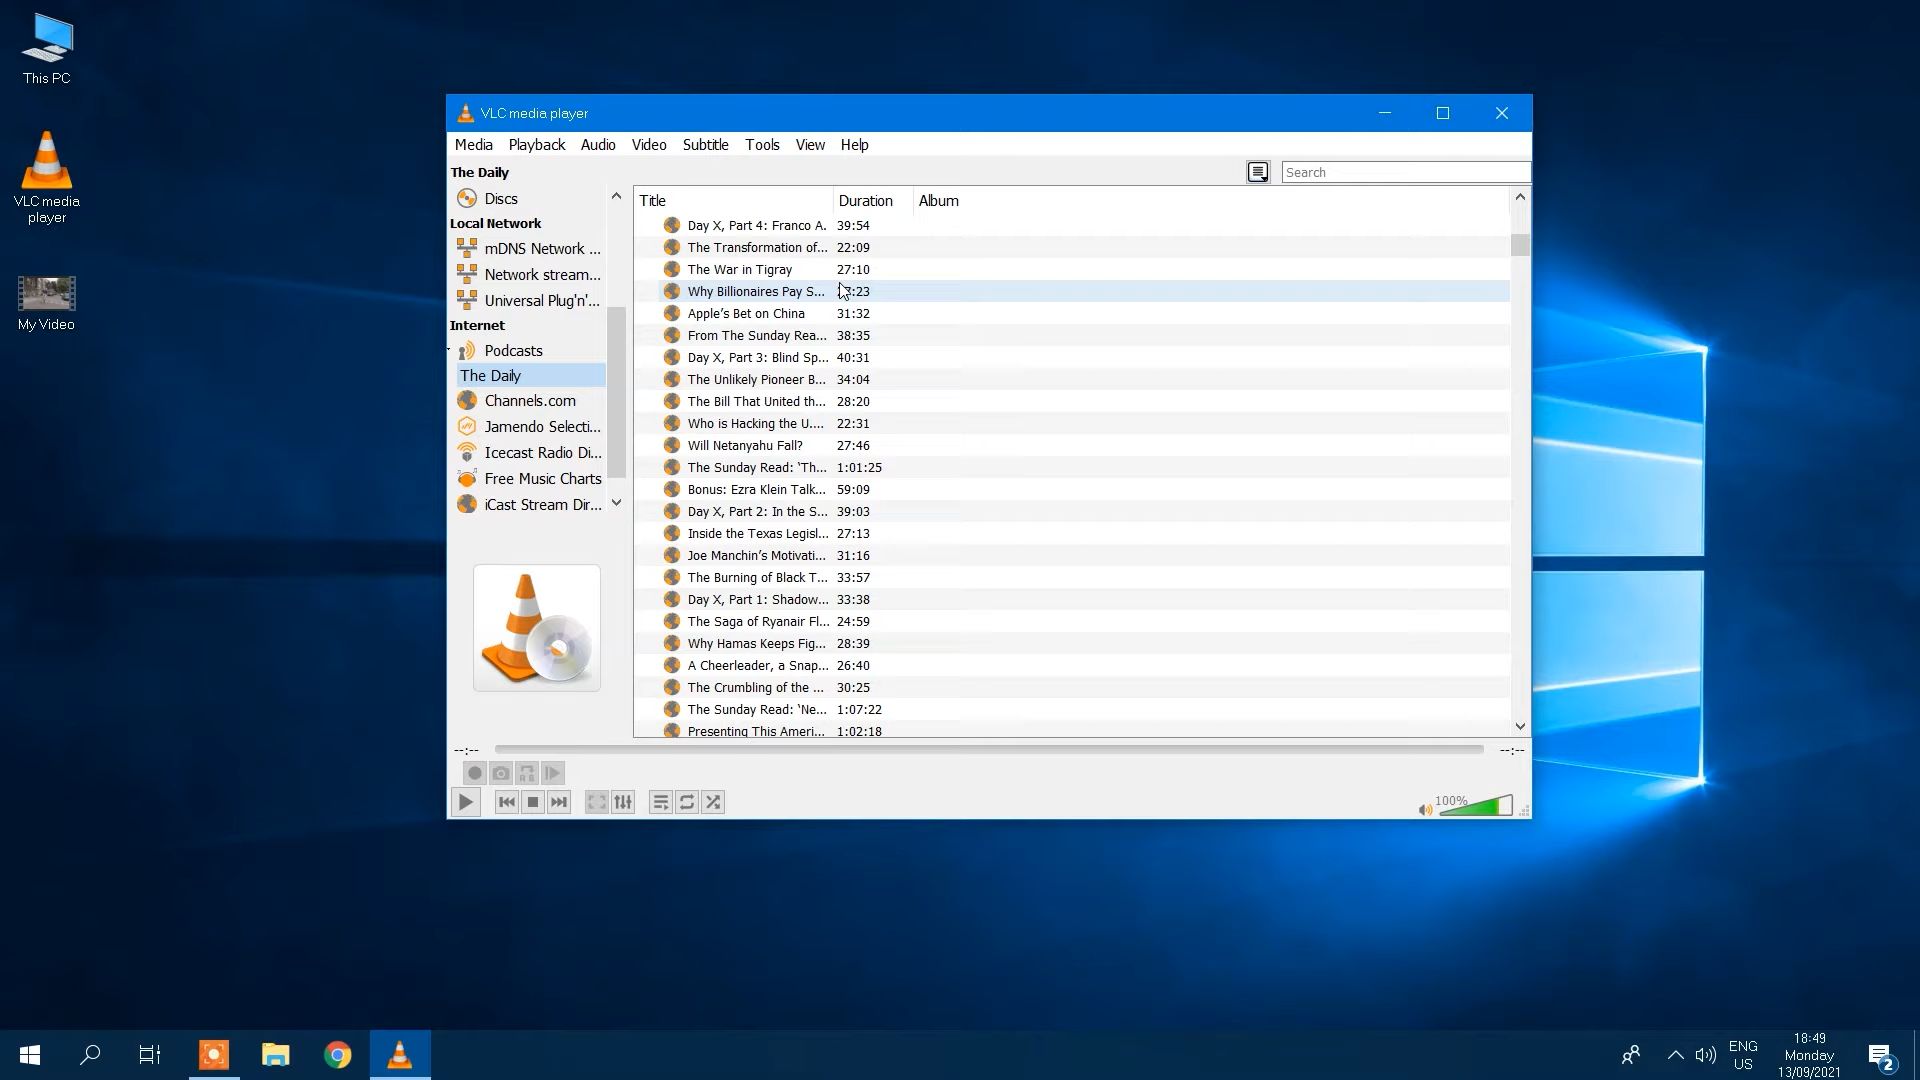 This PC
VLC media player
My Video
VLC media player
Media Playback Audio Video Subtitle Tools View Help
The Daily
Search
Discs
Local Network
mDNS Network ...
Network stream...
Universal Plug'n'...
Internet
Podcasts
The Daily
Channels.com
Jamendo Selecti...
Icecast Radio Di...
Free Music Charts
iCast Stream Dir...
Title Duration Album
Day X, Part 4: Franco A. 39:54
The Transformation of... 22:09
The War in Tigray 27:10
Why Billionaires Pay S... :23
Apple’s Bet on China 31:32
From The Sunday Rea... 38:35
Day X, Part 3: Blind Sp... 40:31
The Unlikely Pioneer B... 34:04
The Bill That United th... 28:20
Who is Hacking the U.... 22:31
Will Netanyahu Fall? 27:46
The Sunday Read: ‘Th... 1:01:25
Bonus: Ezra Klein Talk... 59:09
Day X, Part 2: In the S... 39:03
Inside the Texas Legisl... 27:13
Joe Manchin’s Motivati... 31:16
The Burning of Black T... 33:57
Day X, Part 1: Shadow... 33:38
The Saga of Ryanair Fl... 24:59
Why Hamas Keeps Fig... 28:39
A Cheerleader, a Snap... 26:40
The Crumbling of the ... 30:25
The Sunday Read: ‘Ne... 1:07:22
Presenting This Ameri... 1:02:18
--:-- --:--
100%
ENG
US
18:49
Monday
13/09/2021
2